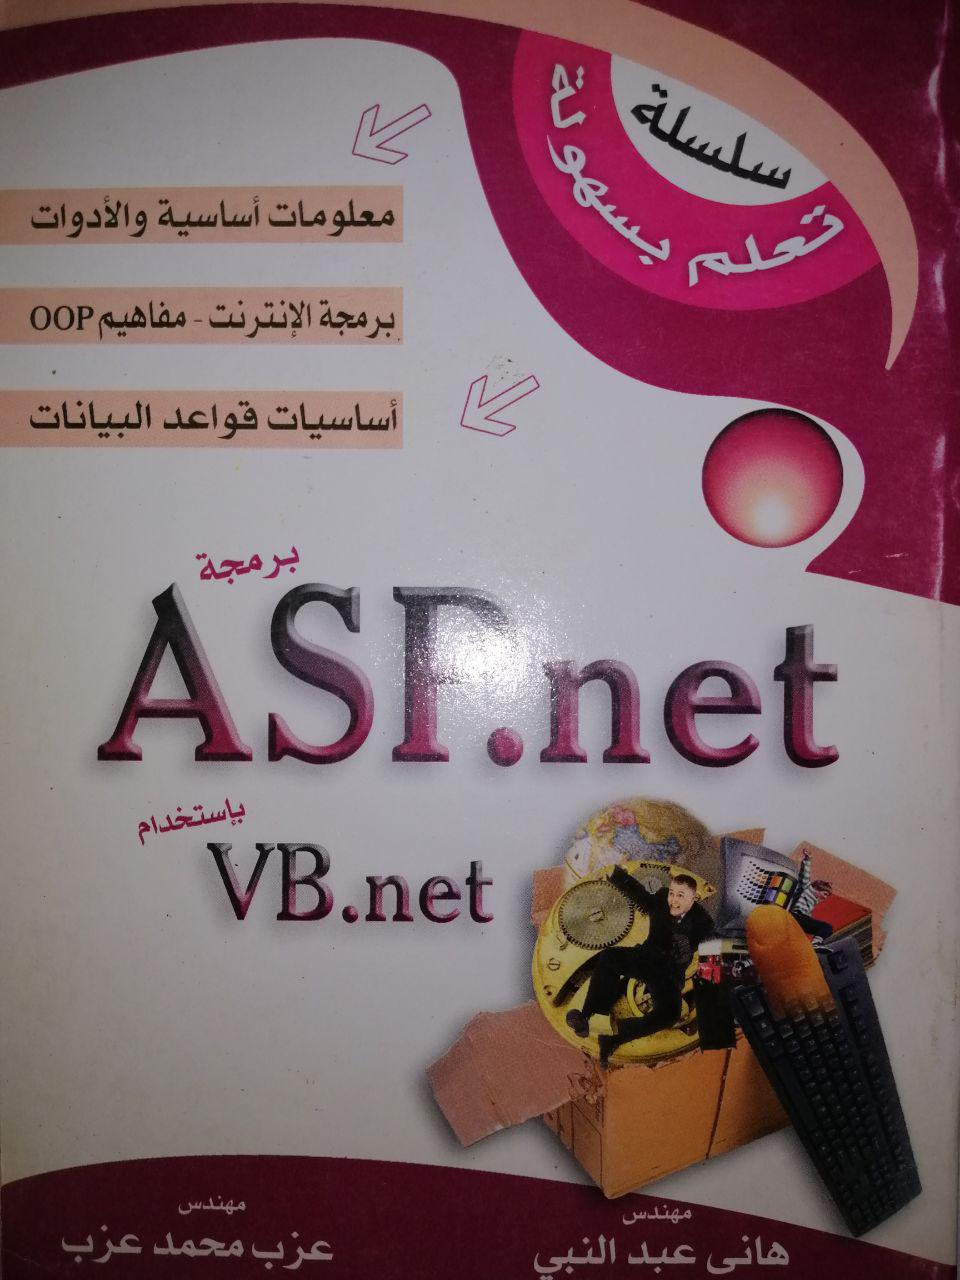 سلسلة
تعلم بسهولة
معلومات أساسية والأدوات
برمجة الإنترنت - مفاهيم OOP
أساسيات قواعد البيانات
برمجة
ASP.net
بإستخدام
VB.net
مهندس
هانى عبد النبي
مهندس
عزب محمد عزب